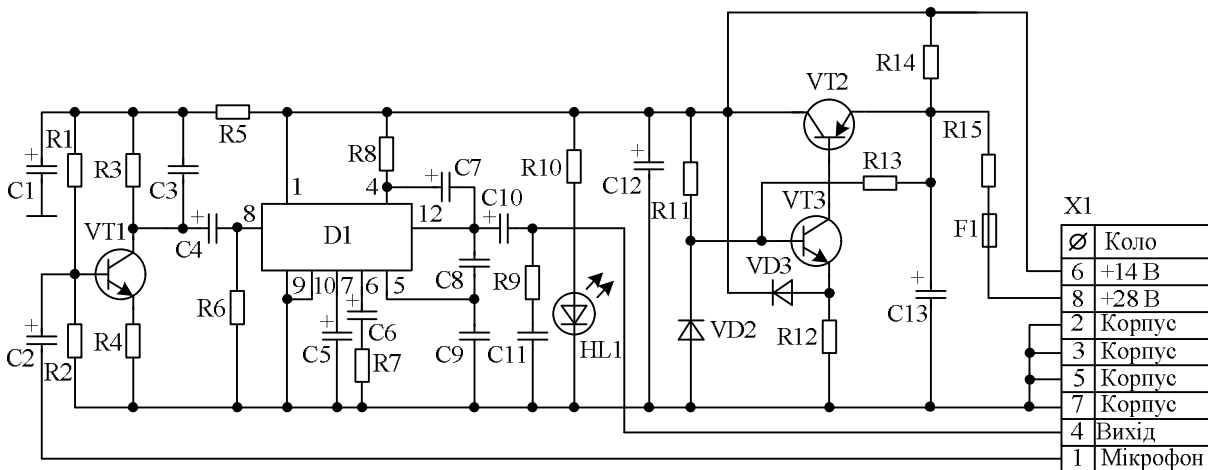 R14
VT2
R1
R3
C3
R5
R8
4
C7
R10
C12
R11
R13
R15
C1
1
C10
VT3
F1
X1
VT1
C4
8
D1
12
Ø Коло
6 +14 В
8 +28 В
2 Корпус
3 Корпус
5 Корпус
7 Корпус
4 Вихід
1 Мікрофон
R6
9
10
7
6
5
C8
R9
VD3
C2
R2
R4
C5
C6
R7
C9
C11
HL1
VD2
R12
C13
+
+
+
+
+
+
+
+
+